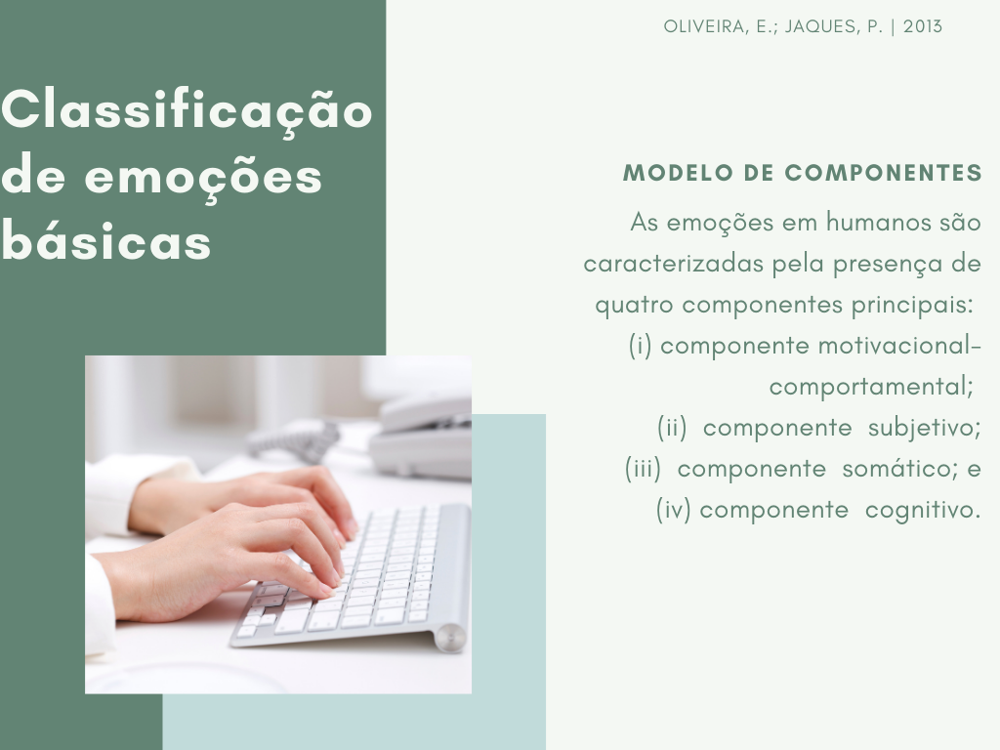 OLIVEIRA, E.; JAQUES, P. | 2013
Classificação
de emoções
básicas
MODELO DE COMPONENTES
As emoções em humanos são
caracterizadas pela presença de
quatro componentes principais:
(i) componente motivacional-
comportamental;
(ii) componente subjetivo;
(iii) componente somático; e
(iv) componente cognitivo.